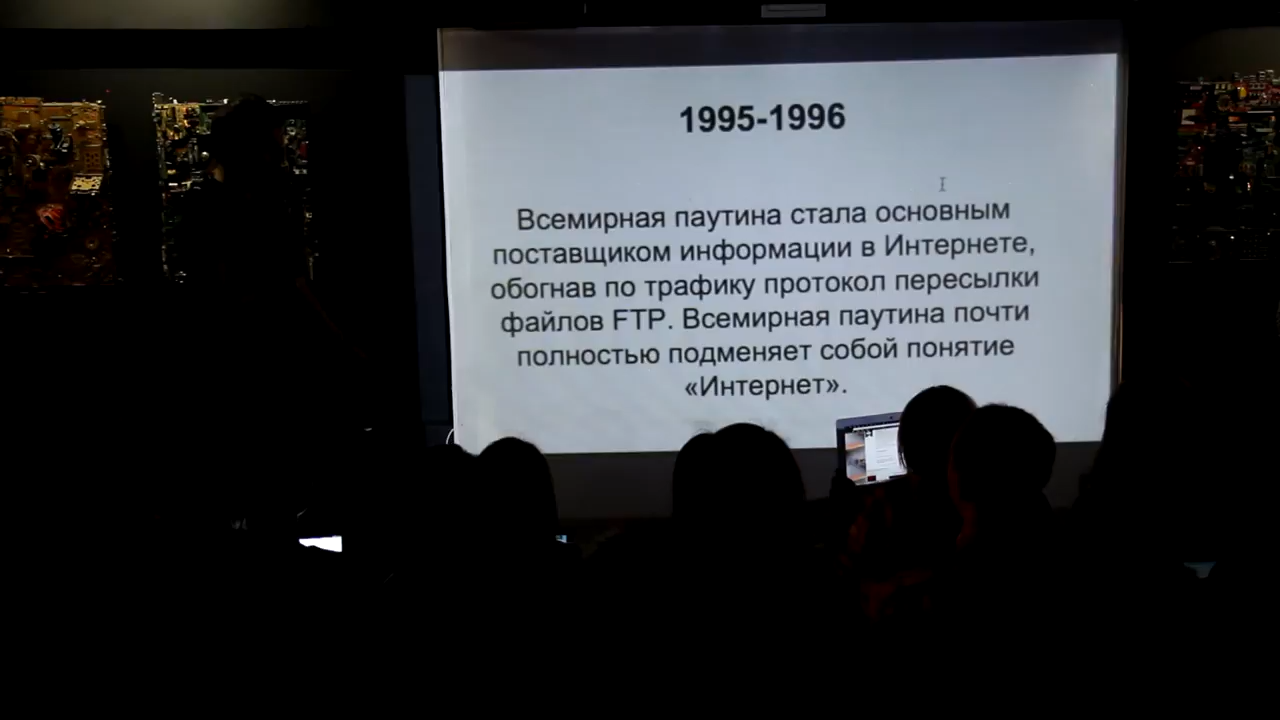 1995-1996
Всемирная паутина стала основным
поставщиком информации в Интернете,
обогнав по трафику протокол пересылки
файлов FTP. Всемирная паутина почти
полностью подменяет собой понятие
«Интернет».